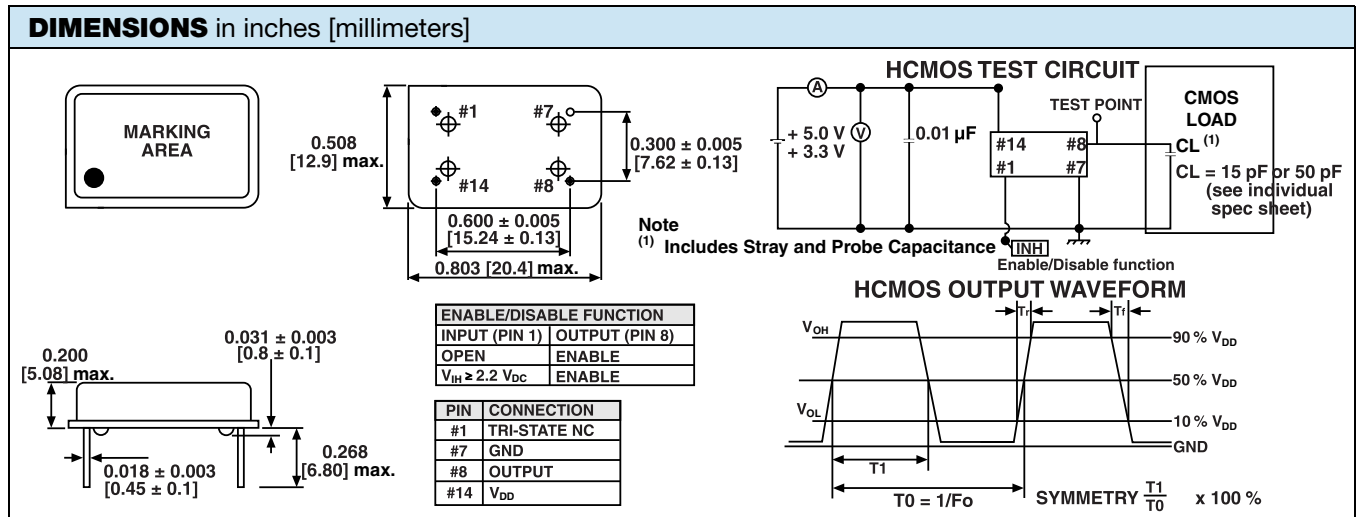 DIMENSIONS in inches [millimeters]
MARKING
AREA
0.508
[12.9] max.
#1
#7
#14
#8
0.300 ± 0.005
[7.62 ± 0.13]
0.600 ± 0.005
[15.24 ± 0.13]
0.803 [20.4] max.
Note
(1) Includes Stray and Probe Capacitance
HCMOS TEST CIRCUIT
A
+ 5.0 V
+ 3.3 V
V
0.01 µF
TEST POINT
#14 #8
#1 #7
CMOS
LOAD
CL (1)
CL = 15 pF or 50 pF
(see individual
spec sheet)
INH
Enable/Disable function
0.200
[5.08] max.
0.031 ± 0.003
[0.8 ± 0.1]
0.018 ± 0.003
[0.45 ± 0.1]
0.268
[6.80] max.
ENABLE/DISABLE FUNCTION
INPUT (PIN 1) OUTPUT (PIN 8)
OPEN ENABLE
VIH ≥ 2.2 VDC ENABLE
PIN CONNECTION
#1 TRI-STATE NC
#7 GND
#8 OUTPUT
#14 VDD
HCMOS OUTPUT WAVEFORM
Tr
Tf
VOH
90 % VDD
50 % VDD
VOL
10 % VDD
GND
T1
T0 = 1/Fo
SYMMETRY T1/T0 x 100 %